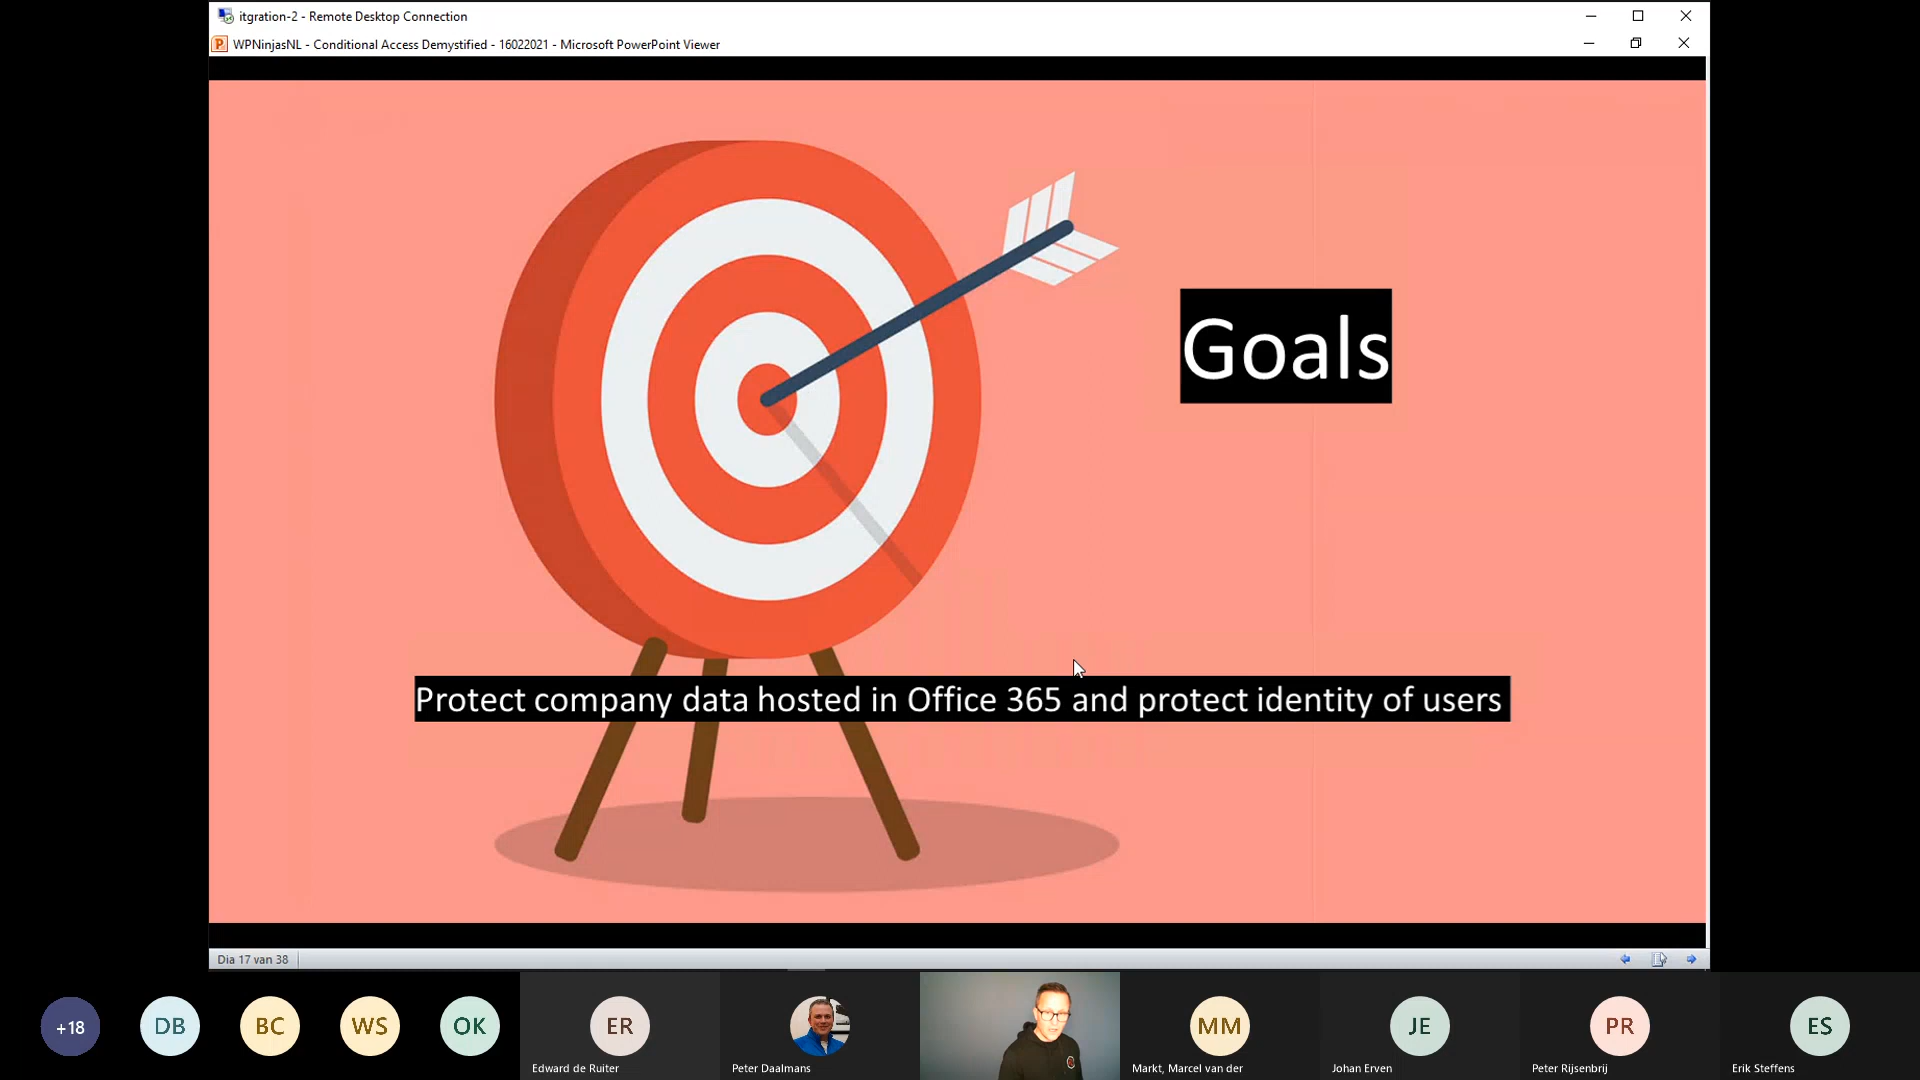 itgration-2 - Remote Desktop Connection
WPNinjasNL - Conditional Access Demystified - 16022021 - Microsoft PowerPoint Viewer
Goals
Protect company data hosted in Office 365 and protect identity of users
Dia 17 van 38
+18
DB
BC
WS
OK
ER
MM
JE
PR
ES
Edward de Ruiter
Peter Daalmans
Markt, Marcel van der
Johan Erven
Peter Rijsenbrij
Erik Steffens